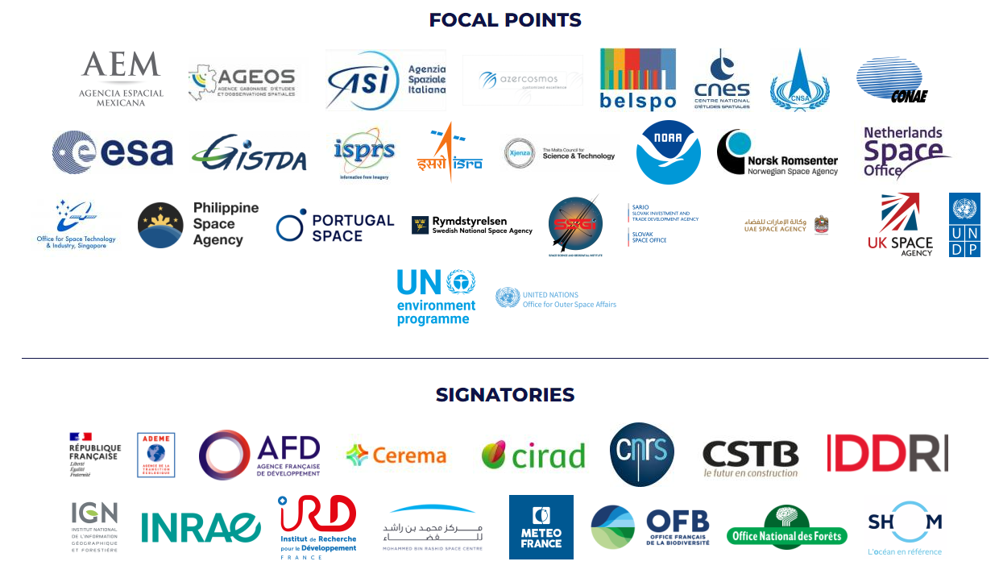 FOCAL POINTS
AEM
AGENCIA ESPACIAL
MEXICANA
AGEOS
AGENCE GABONAISE D'ÉTUDES
ET D'OBSERVATIONS SPATIALES
ASI
Agenzia
Spaziale
Italiana
azercosmos
customized excellence
belspo
cnes
CENTRE NATIONAL
D'ÉTUDES SPATIALES
CNSA
CONAE
esa
GISTDA
isprs
Information from Imagery
इसरो isro
Xjenza
The Malta Council for
Science & Technology
NOAA
Norsk Romsenter
Norwegian Space Agency
Netherlands
Space
Office
Office for Space Technology
& Industry, Singapore
Philippine
Space
Agency
PORTUGAL
SPACE
Rymdstyrelsen
Swedish National Space Agency
SSGI
SPACE SCIENCE AND GEOSPATIAL INSTITUTE
SARIO
SLOVAK INVESTMENT AND
TRADE DEVELOPMENT AGENCY
SLOVAK
SPACE OFFICE
وكالة الإمارات للفضاء
UAE SPACE AGENCY
UK SPACE
AGENCY
U N
D P
UN
environment
programme
UNITED NATIONS
Office for Outer Space Affairs
SIGNATORIES
RÉPUBLIQUE
FRANÇAISE
Liberté
Égalité
Fraternité
ADEME
AGENCE DE LA
TRANSITION
ÉCOLOGIQUE
AFD
AGENCE FRANÇAISE
DE DÉVELOPPEMENT
Cerema
cirad
cnrs
CSTB
le futur en construction
IDDRI
IGN
INSTITUT NATIONAL
DE L'INFORMATION
GÉOGRAPHIQUE
ET FORESTIÈRE
INRAE
IRD
Institut de Recherche
pour le Développement
FRANCE
مركز محمد بن راشد
للفضاء
MOHAMMED BIN RASHID SPACE CENTRE
METEO
FRANCE
OFB
OFFICE FRANÇAIS
DE LA BIODIVERSITÉ
Office National des Forêts
SHOM
L'océan en référence